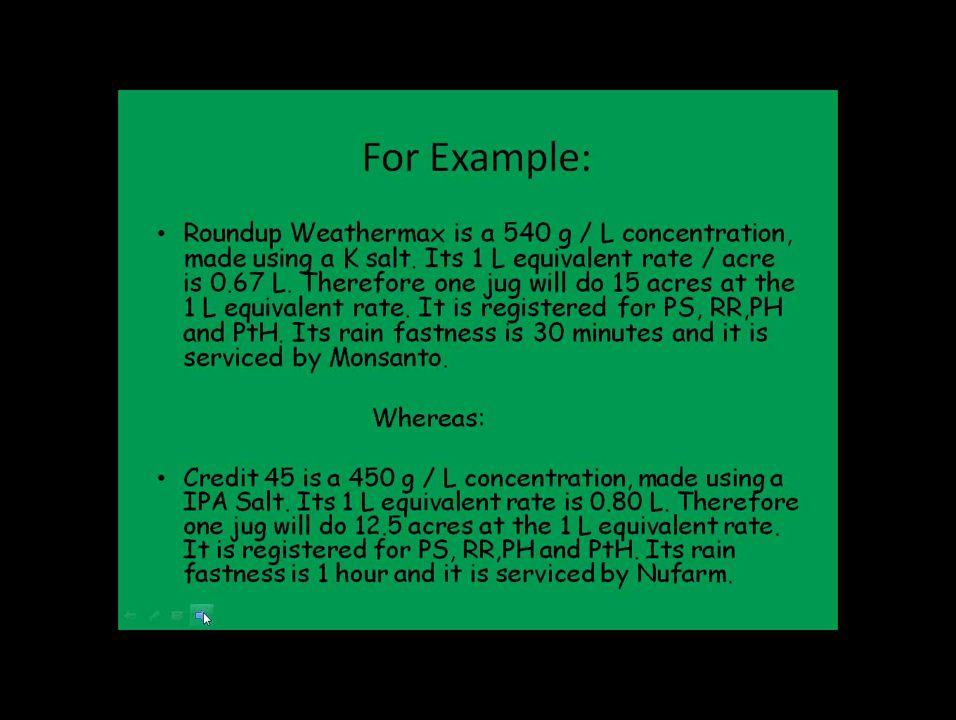 For Example:
• Roundup Weathermax is a 540 g / L concentration,
made using a K salt. Its 1 L equivalent rate / acre
is 0.67 L. Therefore one jug will do 15 acres at the
1 L equivalent rate. It is registered for PS, RR,PH
and PtH. Its rain fastness is 30 minutes and it is
serviced by Monsanto.
Whereas:
• Credit 45 is a 450 g / L concentration, made using a
IPA Salt. Its 1 L equivalent rate is 0.80 L. Therefore
one jug will do 12.5 acres at the 1 L equivalent rate.
It is registered for PS, RR,PH and PtH. Its rain
fastness is 1 hour and it is serviced by Nufarm.